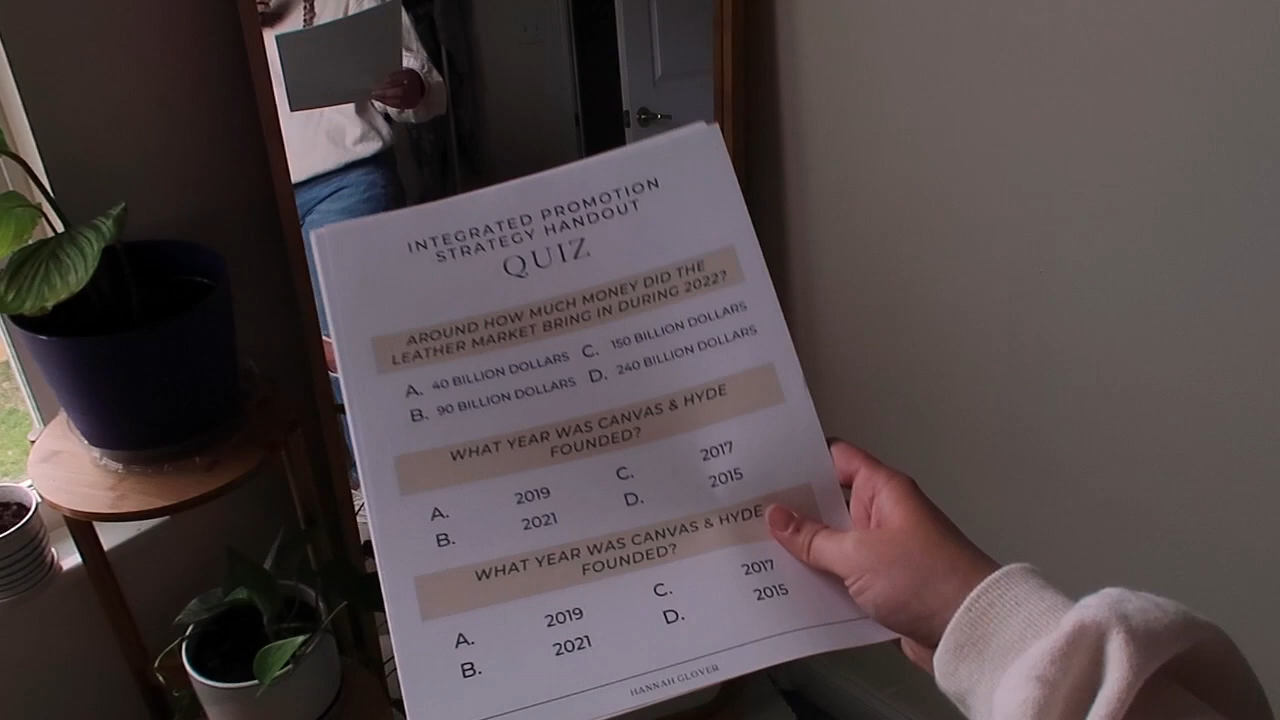 INTEGRATED PROMOTION
STRATEGY HANDOUT
QUIZ
AROUND HOW MUCH MONEY DID THE
LEATHER MARKET BRING IN DURING 2022?
A. 40 BILLION DOLLARS C. 150 BILLION DOLLARS
B. 90 BILLION DOLLARS D. 240 BILLION DOLLARS
WHAT YEAR WAS CANVAS & HYDE
FOUNDED?
A. 2019 C. 2017
B. 2021 D. 2015
WHAT YEAR WAS CANVAS & HYDE
FOUNDED?
A. 2019 C. 2017
B. 2021 D. 2015
HANNAH GLOVER